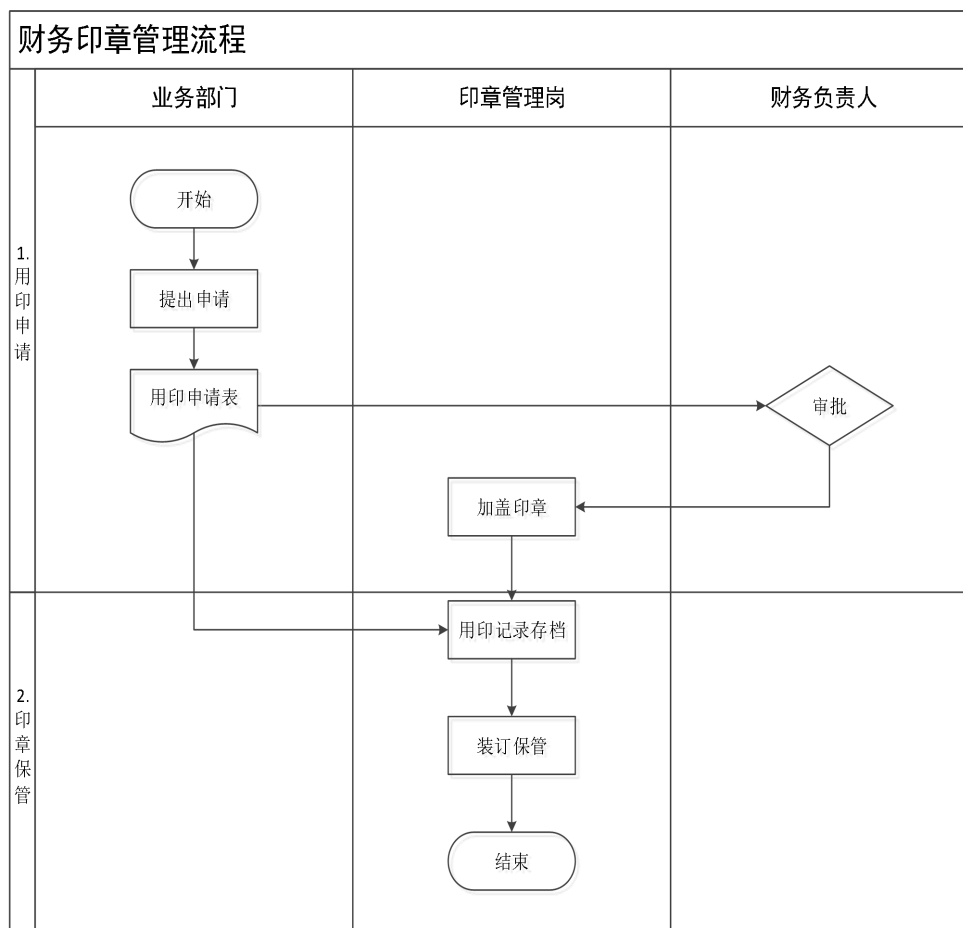 财务印章管理流程
业务部门
印章管理岗
财务负责人
1.
用
印
申
请
开始
提出申请
用印申请表
审批
加盖印章
2.
印
章
保
管
用印记录存档
装订保管
结束